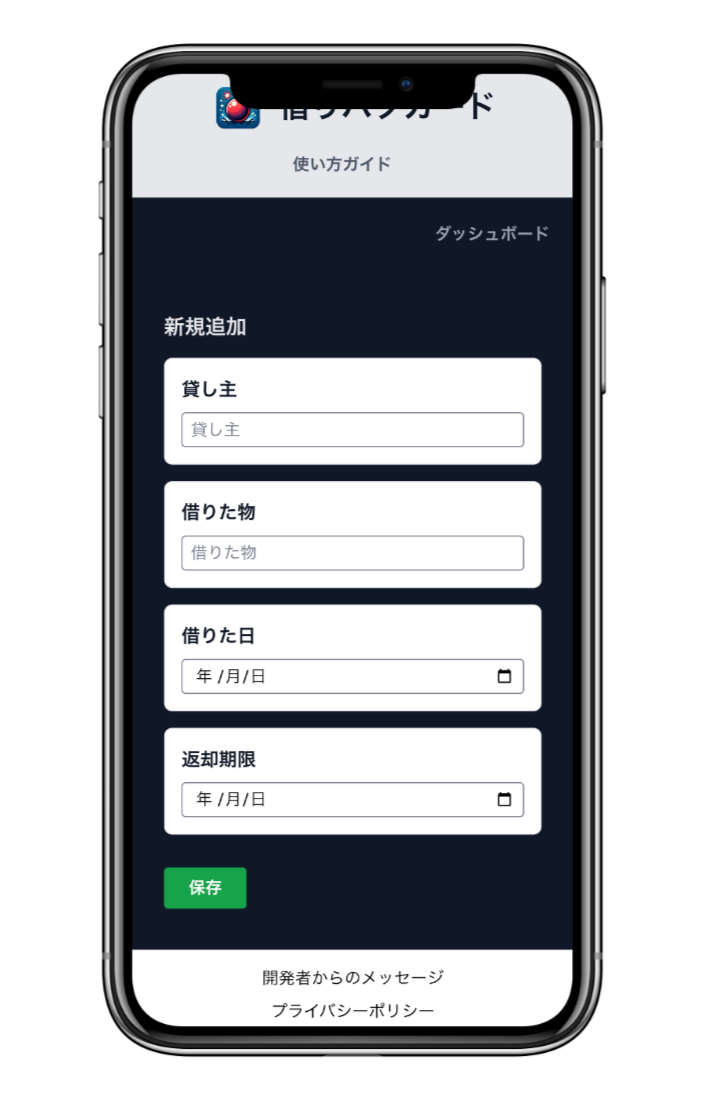 使い方ガイド
ダッシュボード
新規追加
貸し主
貸し主
借りた物
借りた物
借りた日
年 /月/日
返却期限
年 /月/日
保存
開発者からのメッセージ
プライバシーポリシー